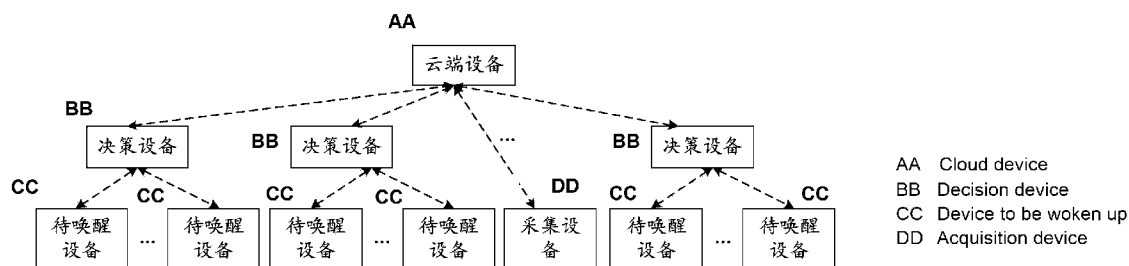 AA
云端设备
BB
决策设备
BB
决策设备
...
BB
决策设备
CC
CC
CC
CC
DD
CC
CC
待唤醒
设备
...
待唤醒
设备
待唤醒
设备
...
待唤醒
设备
采集设
备
待唤醒
设备
...
待唤醒
设备
AA Cloud device
BB Decision device
CC Device to be woken up
DD Acquisition device